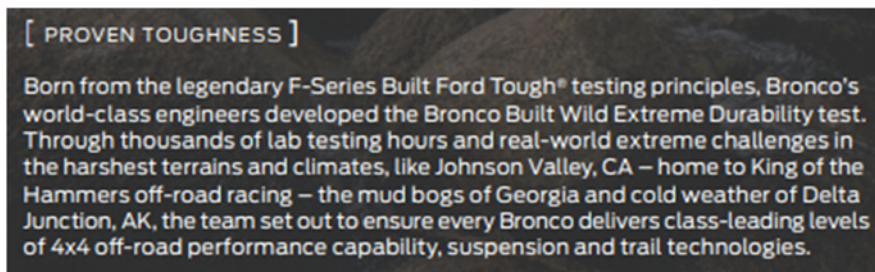 [ PROVEN TOUGHNESS ]
Born from the legendary F-Series Built Ford Tough® testing principles, Bronco's
world-class engineers developed the Bronco Built Wild Extreme Durability test.
Through thousands of lab testing hours and real-world extreme challenges in
the harshest terrains and climates, like Johnson Valley, CA – home to King of the
Hammers off-road racing – the mud bogs of Georgia and cold weather of Delta
Junction, AK, the team set out to ensure every Bronco delivers class-leading levels
of 4x4 off-road performance capability, suspension and trail technologies.